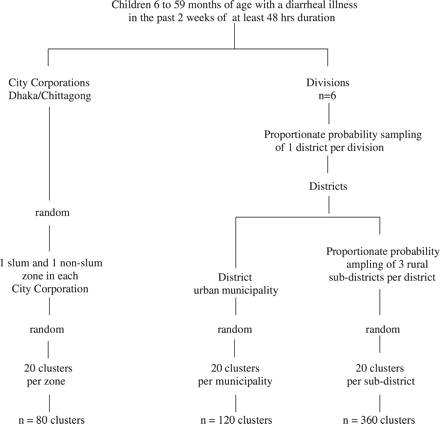 Children 6 to 59 months of age with a diarrheal illness
in the past 2 weeks of at least 48 hrs duration
City Corporations
Dhaka/Chittagong
Divisions
n=6
Proportionate probability sampling
of 1 district per division
Districts
random
1 slum and 1 non-slum
zone in each
City Corporation
District
urban municipality
Proportionate probability
ampling of 3 rural
sub-districts per district
random
random
random
20 clusters
per zone
20 clusters
per municipality
20 clusters
per sub-district
n = 80 clusters
n = 120 clusters
n = 360 clusters